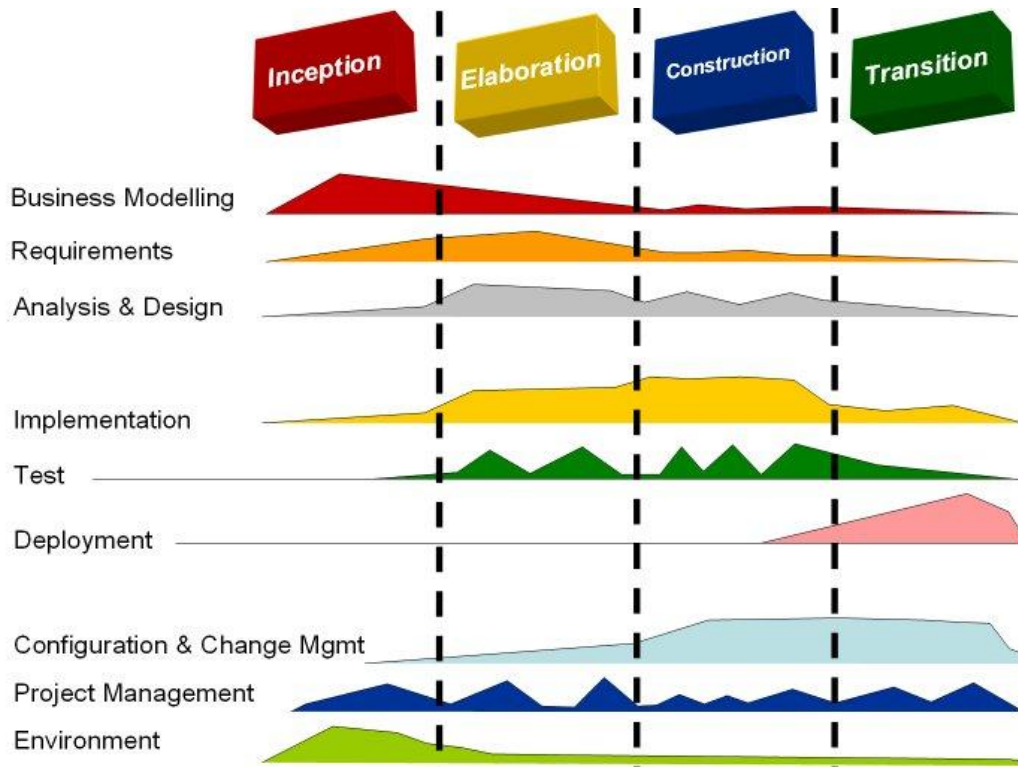 Inception
Elaboration
Construction
Transition
Business Modelling
Requirements
Analysis & Design
Implementation
Test
Deployment
Configuration & Change Mgmt
Project Management
Environment